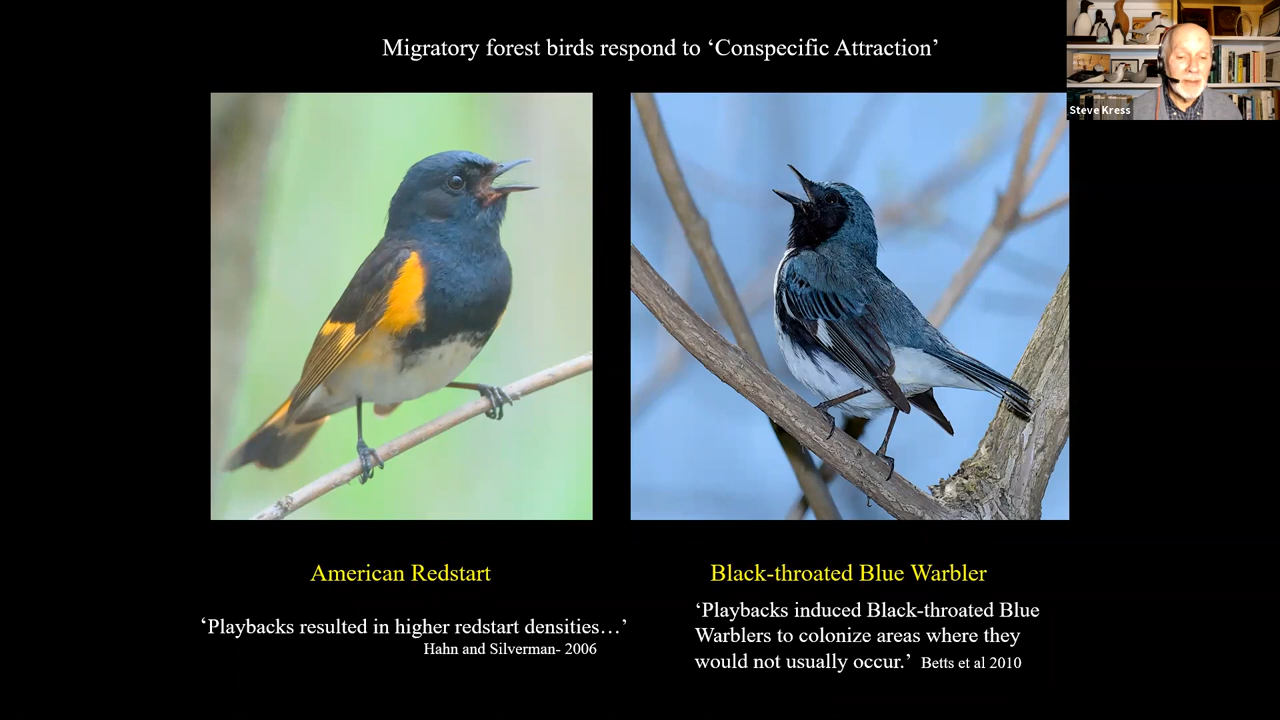 Migratory forest birds respond to ‘Conspecific Attraction’
Steve Kress
American Redstart
‘Playbacks resulted in higher redstart densities…’
Hahn and Silverman- 2006
Black-throated Blue Warbler
‘Playbacks induced Black-throated Blue
Warblers to colonize areas where they
would not usually occur.’ Betts et al 2010